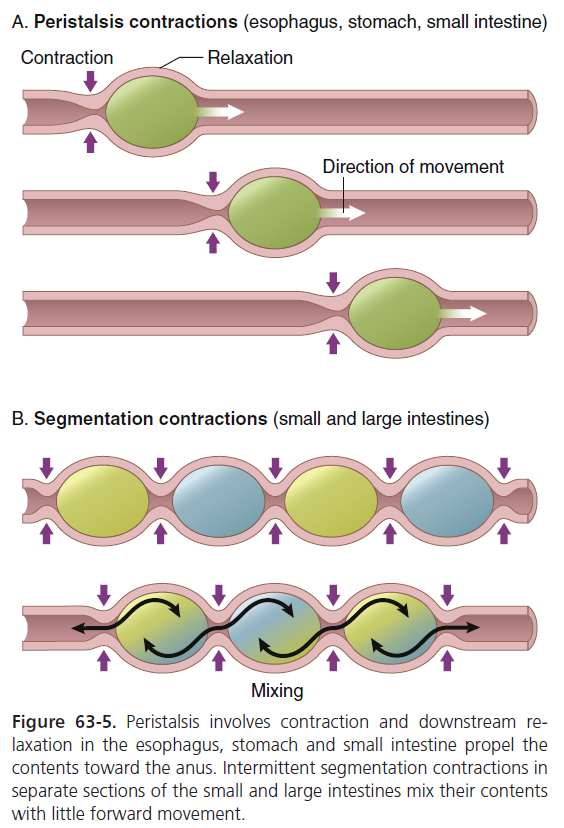 A. Peristalsis contractions (esophagus, stomach, small intestine)
Contraction
Relaxation
Direction of movement
B. Segmentation contractions (small and large intestines)
Mixing
Figure 63-5. Peristalsis involves contraction and downstream re-
laxation in the esophagus, stomach and small intestine propel the
contents toward the anus. Intermittent segmentation contractions in
separate sections of the small and large intestines mix their contents
with little forward movement.